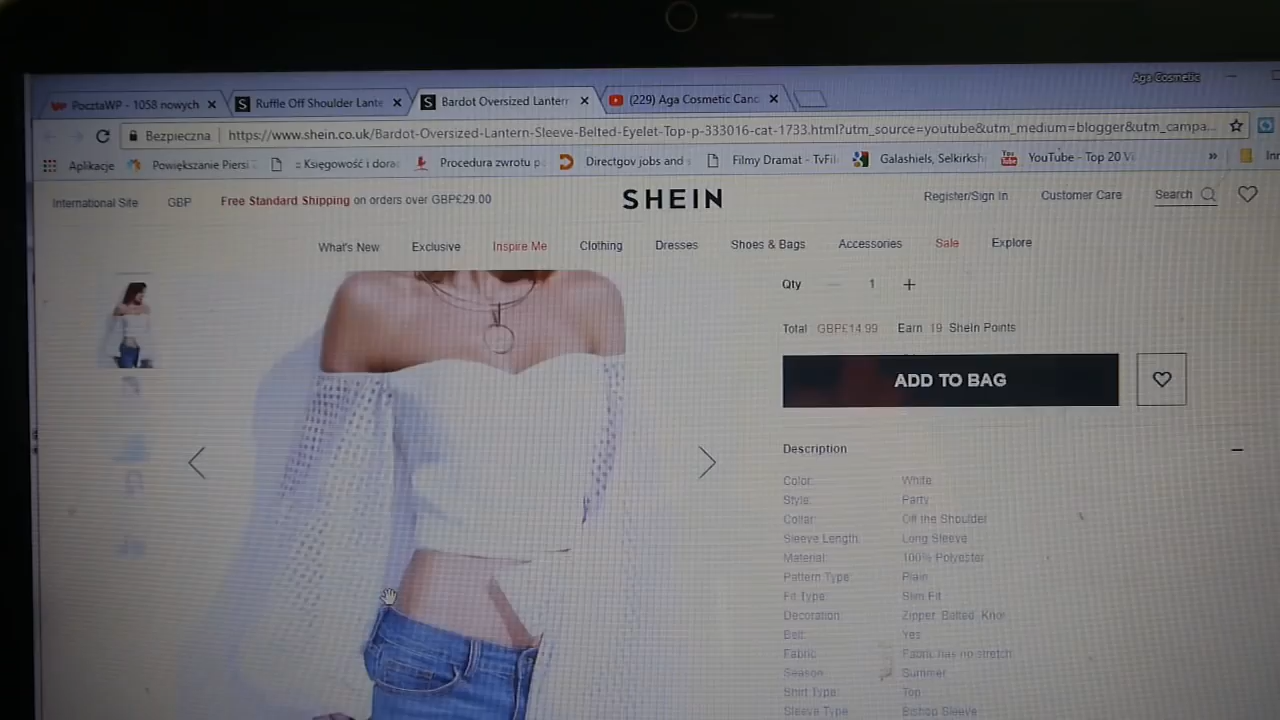 Aga Cosmetic
PocztaWP - 1058 nowych
Ruffle Off Shoulder Lante
Bardot Oversized Lantern
(229) Aga Cosmetic Canc
Bezpieczna
https://www.shein.co.uk/Bardot-Oversized-Lantern-Sleeve-Belted-Eyelet-Top-p-333016-cat-1733.html?utm_source=youtube&utm_medium=blogger&utm_campa...
Aplikacje
Powiększanie Piersi
:: Księgowość i dora
Procedura zwrotu p
Directgov jobs and s
Filmy Dramat - TvFil
Galashiels, Selkirksh
YouTube - Top 20 Vi
»
International Site
GBP
Free Standard Shipping on orders over GBP£29.00
SHEIN
Register/Sign In
Customer Care
Search
What's New
Exclusive
Inspire Me
Clothing
Dresses
Shoes & Bags
Accessories
Sale
Explore
Qty 1 +
Total GBP£14.99 Earn 19 SheIn Points
ADD TO BAG
Description
Color: White
Style: Party
Collar: Off the Shoulder
Sleeve Length: Long Sleeve
Material: 100% Polyester
Pattern Type: Plain
Fit Type: Slim Fit
Decoration: Zipper, Belted, Knot
Belt: Yes
Fabric: Fabric has no stretch
Season: Summer
Shirt Type: Top
Sleeve Type: Bishop Sleeve